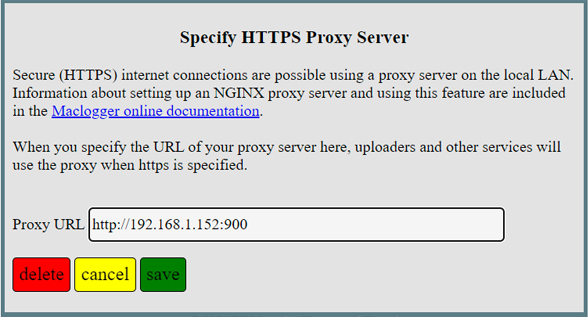 Specify HTTPS Proxy Server
Secure (HTTPS) internet connections are possible using a proxy server on the local LAN.
Information about setting up an NGINX proxy server and using this feature are included
in the Maclogger online documentation.
When you specify the URL of your proxy server here, uploaders and other services will
use the proxy when https is specified.
Proxy URL http://192.168.1.152:900
delete cancel save